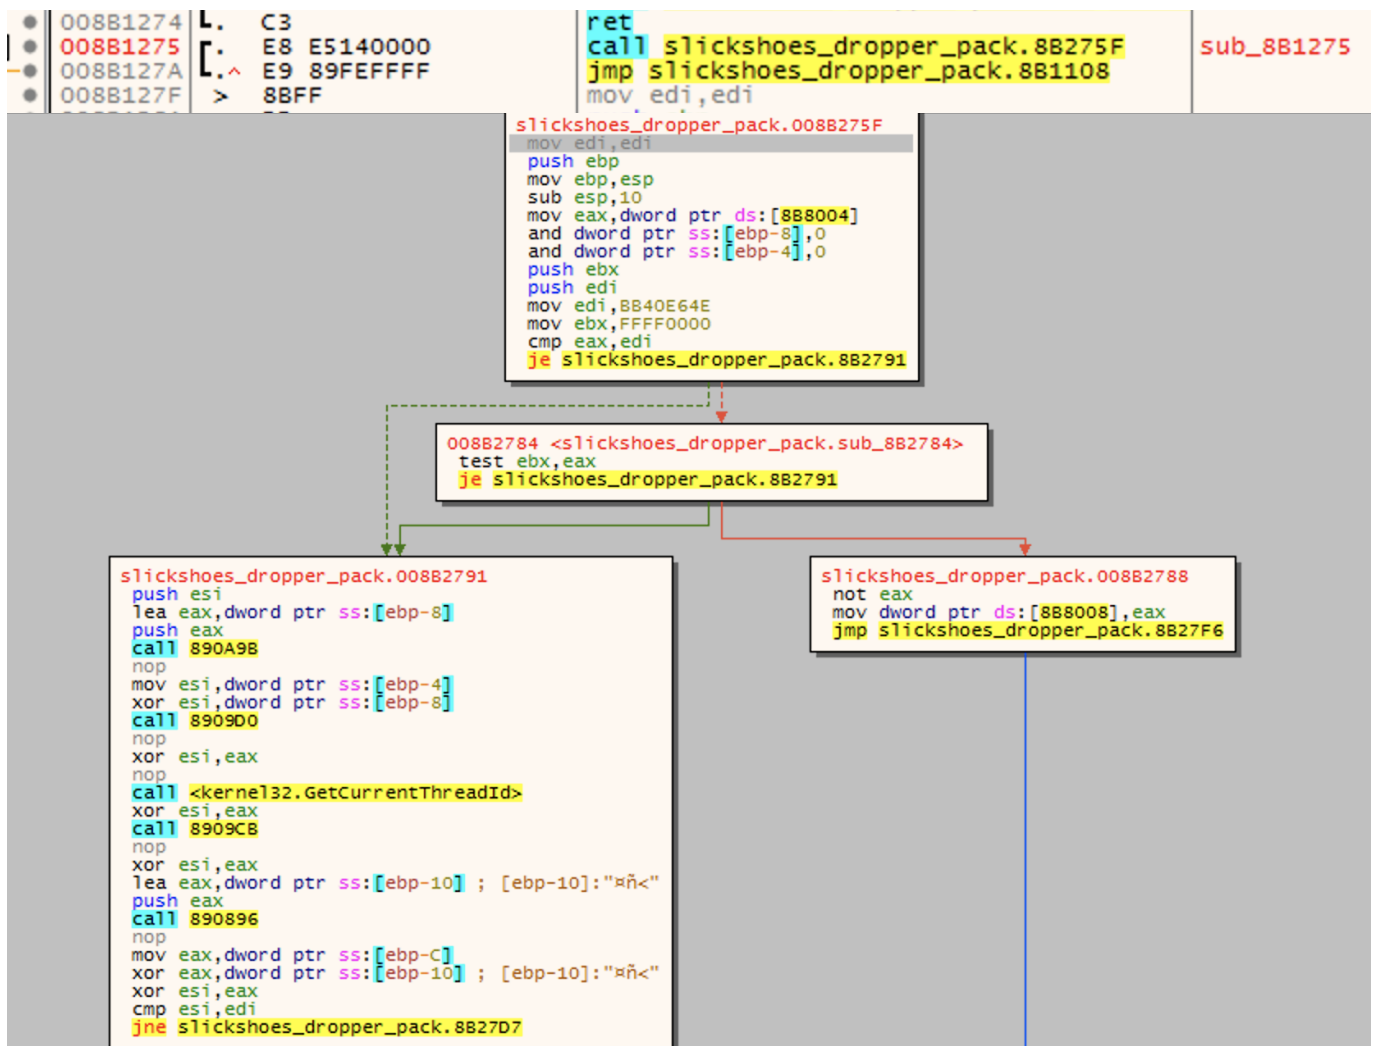 008B1274 C3 ret
008B1275 E8 E5140000 call slickshoes_dropper_pack.8B275F sub_8B1275
008B127A ^ E9 89FEFFFF jmp slickshoes_dropper_pack.8B1108
008B127F > 8BFF mov edi,edi
slickshoes_dropper_pack.008B275F
mov edi,edi
push ebp
mov ebp,esp
sub esp,10
mov eax,dword ptr ds:[8B8004]
and dword ptr ss:[ebp-8],0
and dword ptr ss:[ebp-4],0
push ebx
push edi
mov edi,BB40E64E
mov ebx,FFFF0000
cmp eax,edi
je slickshoes_dropper_pack.8B2791
008B2784 <slickshoes_dropper_pack.sub_8B2784>
test ebx,eax
je slickshoes_dropper_pack.8B2791
slickshoes_dropper_pack.008B2791
push esi
lea eax,dword ptr ss:[ebp-8]
push eax
call 890A9B
nop
mov esi,dword ptr ss:[ebp-4]
xor esi,dword ptr ss:[ebp-8]
call 8909D0
nop
xor esi,eax
nop
call <kernel32.GetCurrentThreadId>
xor esi,eax
call 8909CB
nop
xor esi,eax
lea eax,dword ptr ss:[ebp-10] ; [ebp-10]:"¤ñ<"
push eax
call 890896
nop
mov eax,dword ptr ss:[ebp-C]
xor eax,dword ptr ss:[ebp-10] ; [ebp-10]:"¤ñ<"
xor esi,eax
cmp esi,edi
jne slickshoes_dropper_pack.8B27D7
slickshoes_dropper_pack.008B2788
not eax
mov dword ptr ds:[8B8008],eax
jmp slickshoes_dropper_pack.8B27F6